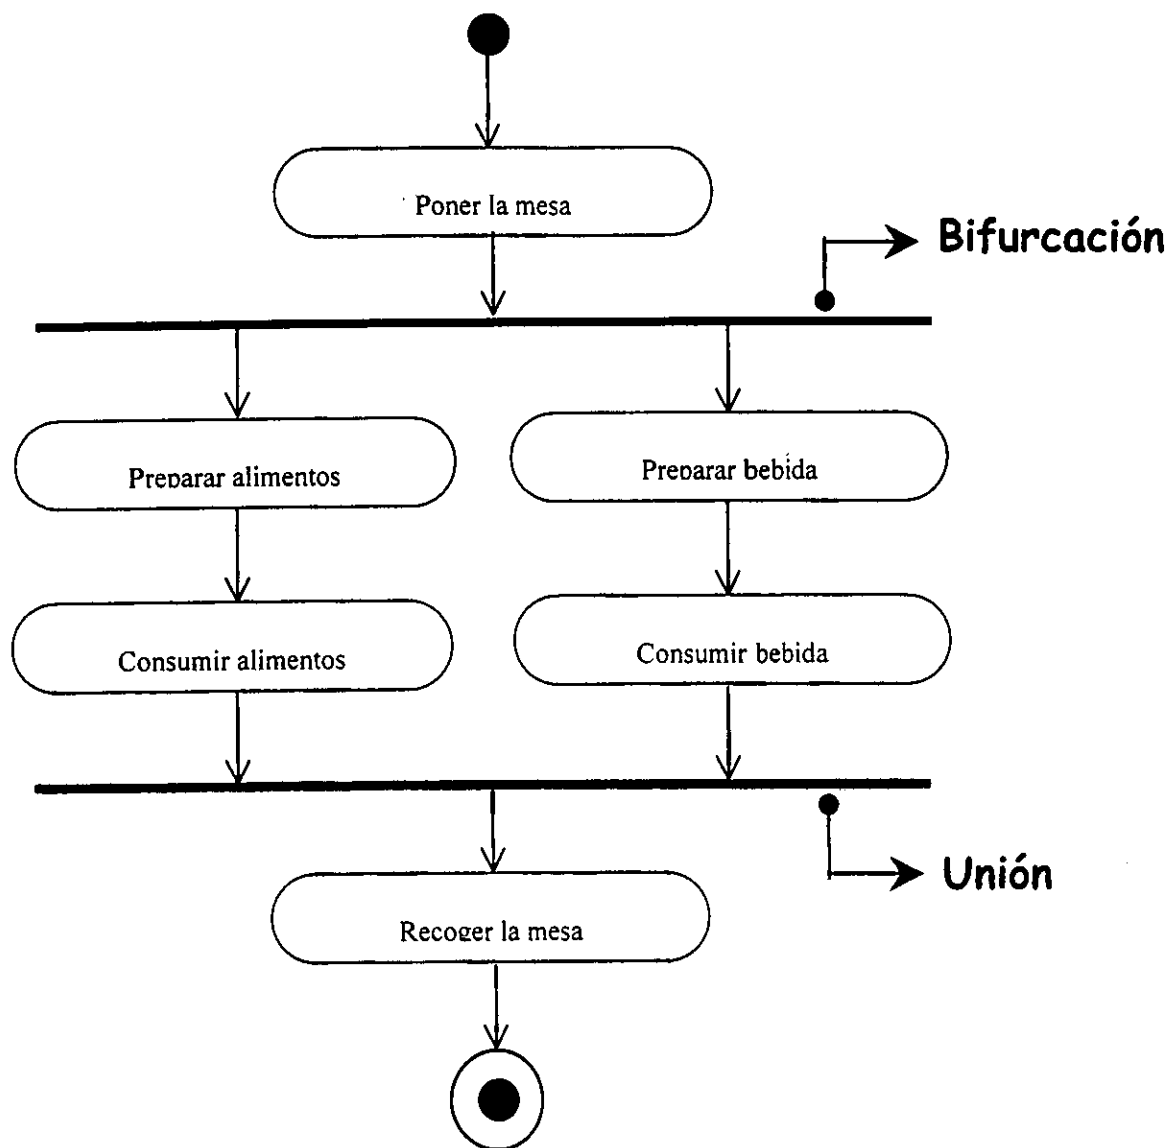 Poner la mesa
Bifurcación
Preparar alimentos
Preparar bebida
Consumir alimentos
Consumir bebida
Unión
Recoger la mesa